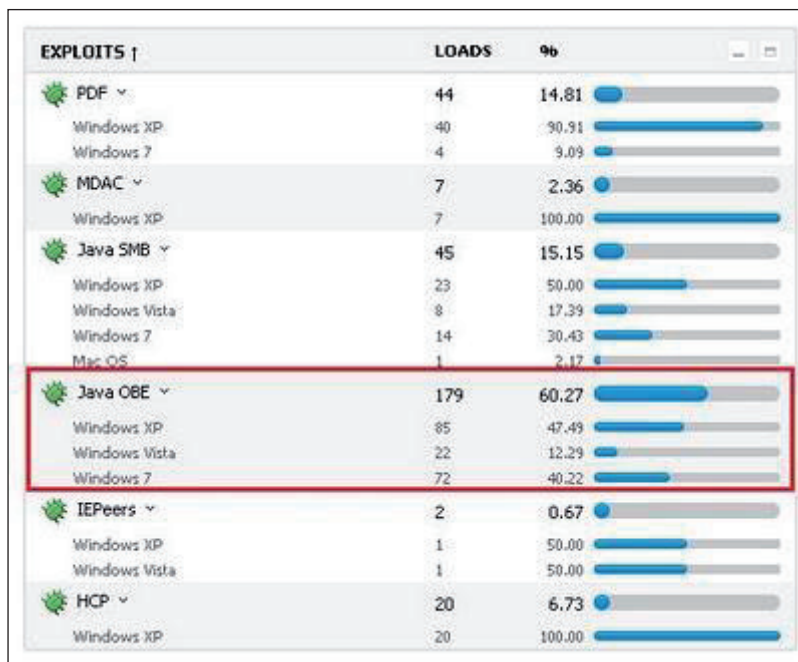 EXPLOITS ↑ LOADS %
PDF 44 14.81
Windows XP 40 90.91
Windows 7 4 9.09
MDAC 7 2.36
Windows XP 7 100.00
Java SMB 45 15.15
Windows XP 23 50.00
Windows Vista 8 17.39
Windows 7 14 30.43
Mac OS 1 2.17
Java OBE 179 60.27
Windows XP 85 47.49
Windows Vista 22 12.29
Windows 7 72 40.22
IEPeers 2 0.67
Windows XP 1 50.00
Windows Vista 1 50.00
HCP 20 6.73
Windows XP 20 100.00